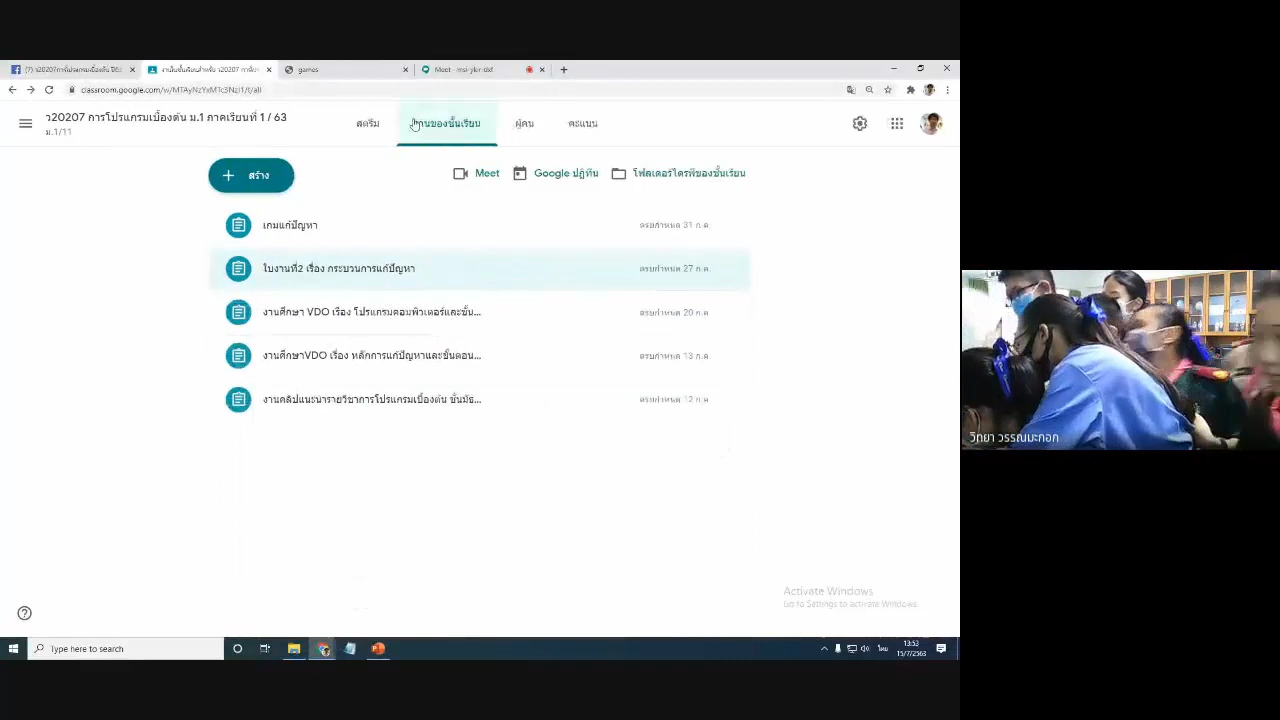 games
Meet - msi-yksr-dxf
classroom.google.com/w/MTAyNzYxMTc3NzI1/t/all
ว20207 การโปรแกรมเบื้องต้น ม.1 ภาคเรียนที่ 1 / 63
ม.1/11
สตรีม
งานของชั้นเรียน
ผู้คน
คะแนน
+ สร้าง
Meet
Google ปฏิทิน
โฟลเดอร์ไดรฟ์ของชั้นเรียน
เกมแก้ปัญหา
ครบกำหนด 31 ก.ค.
ใบงานที่2 เรื่อง กระบวนการแก้ปัญหา
ครบกำหนด 27 ก.ค.
งานศึกษา VDO เรื่อง โปรแกรมคอมพิวเตอร์และขั้น...
ครบกำหนด 20 ก.ค.
งานศึกษาVDO เรื่อง หลักการแก้ปัญหาและขั้นตอน...
ครบกำหนด 13 ก.ค.
งานคลิปแนะนำรายวิชาการโปรแกรมเบื้องต้น ชั้นมัธ...
ครบกำหนด 12 ก.ค.
วิทยา วรรณมะกอก
Activate Windows
Go to Settings to activate Windows.
Type here to search
ไทย
13:53
15/7/2563